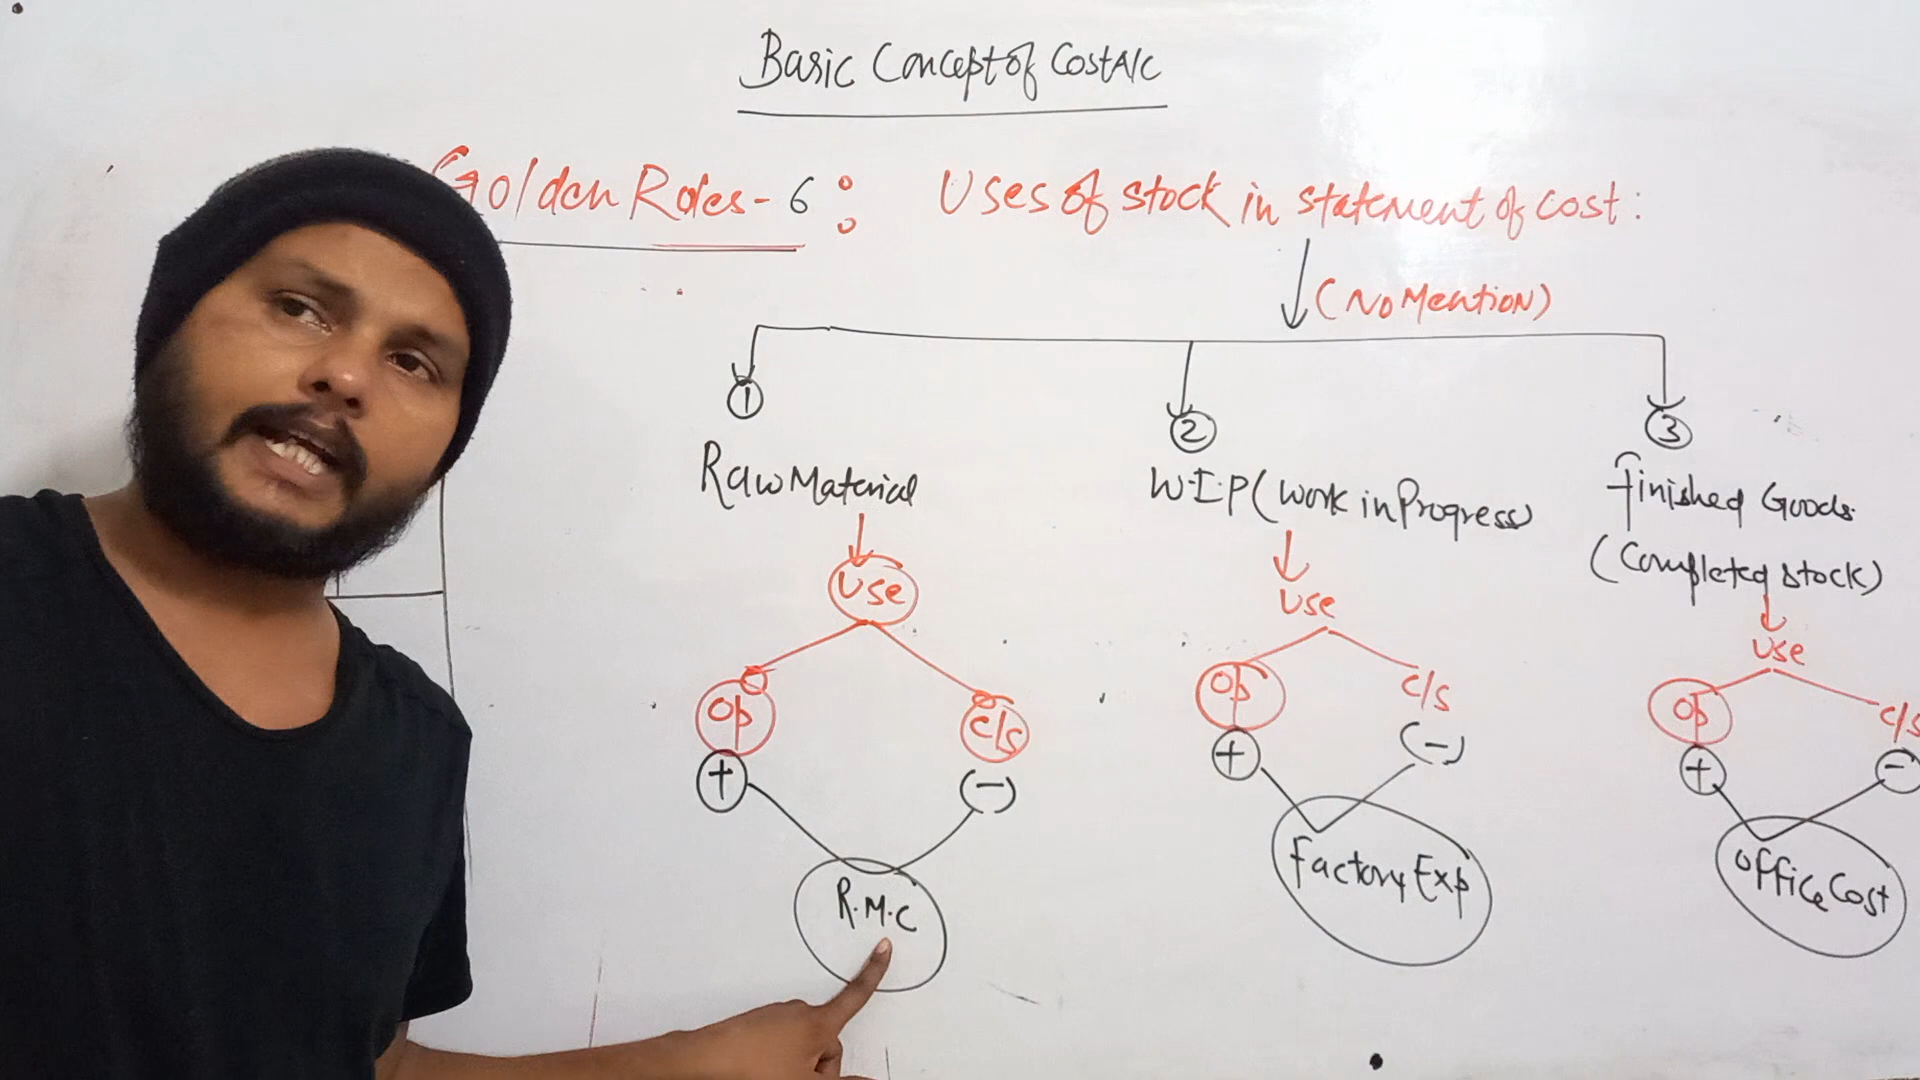 Basic Concept of Cost A/c
Golden Roles - 6 : Uses of stock in statement of cost :
(No Mention)
1 2 3
Raw Material
W.I.P (Work in Progress)
finished Goods.
(Completed stock)
Use
Use
Use
Op C/S
Op C/S
Op C/S
+ (-)
+ (-)
+ -
R.M.C
factory Exp
office Cost